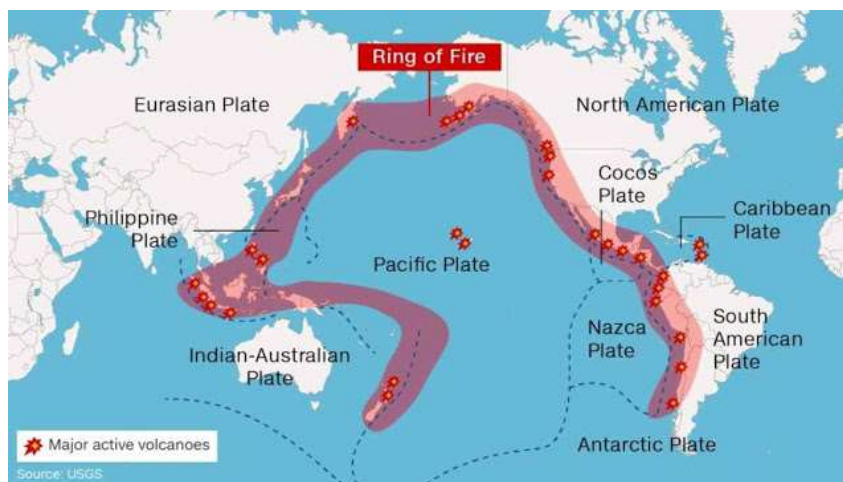 Ring of Fire
Eurasian Plate
North American Plate
Cocos
Plate
Philippine
Plate
Caribbean
Plate
Pacific Plate
Indian-Australian
Plate
Nazca
Plate
South
American
Plate
Antarctic Plate
Major active volcanoes
Source: USGS